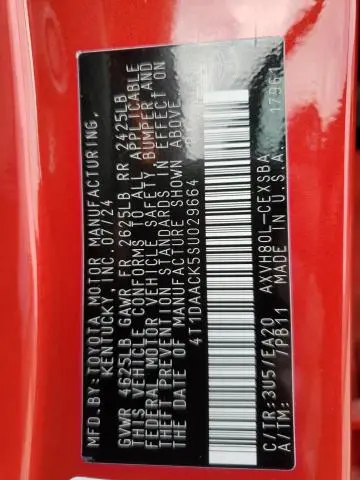 MFD.BY:TOYOTA MOTOR MANUFACTURING,
KENTUCKY, INC. 07/24
GVWR 4625LB GAWR FR 2625LB RR 2425LB
THIS VEHICLE CONFORMS TO ALL APPLICABLE
FEDERAL MOTOR VEHICLE SAFETY, BUMPER AND
THEFT PREVENTION STANDARDS IN EFFECT ON
THE DATE OF MANUFACTURE SHOWN ABOVE.
4T1DAACK5SU029664
C/TR:3U5/EA20 AXVH80L-CEXSBA
A/TM: /PB11 MADE IN U.S.A. 1796